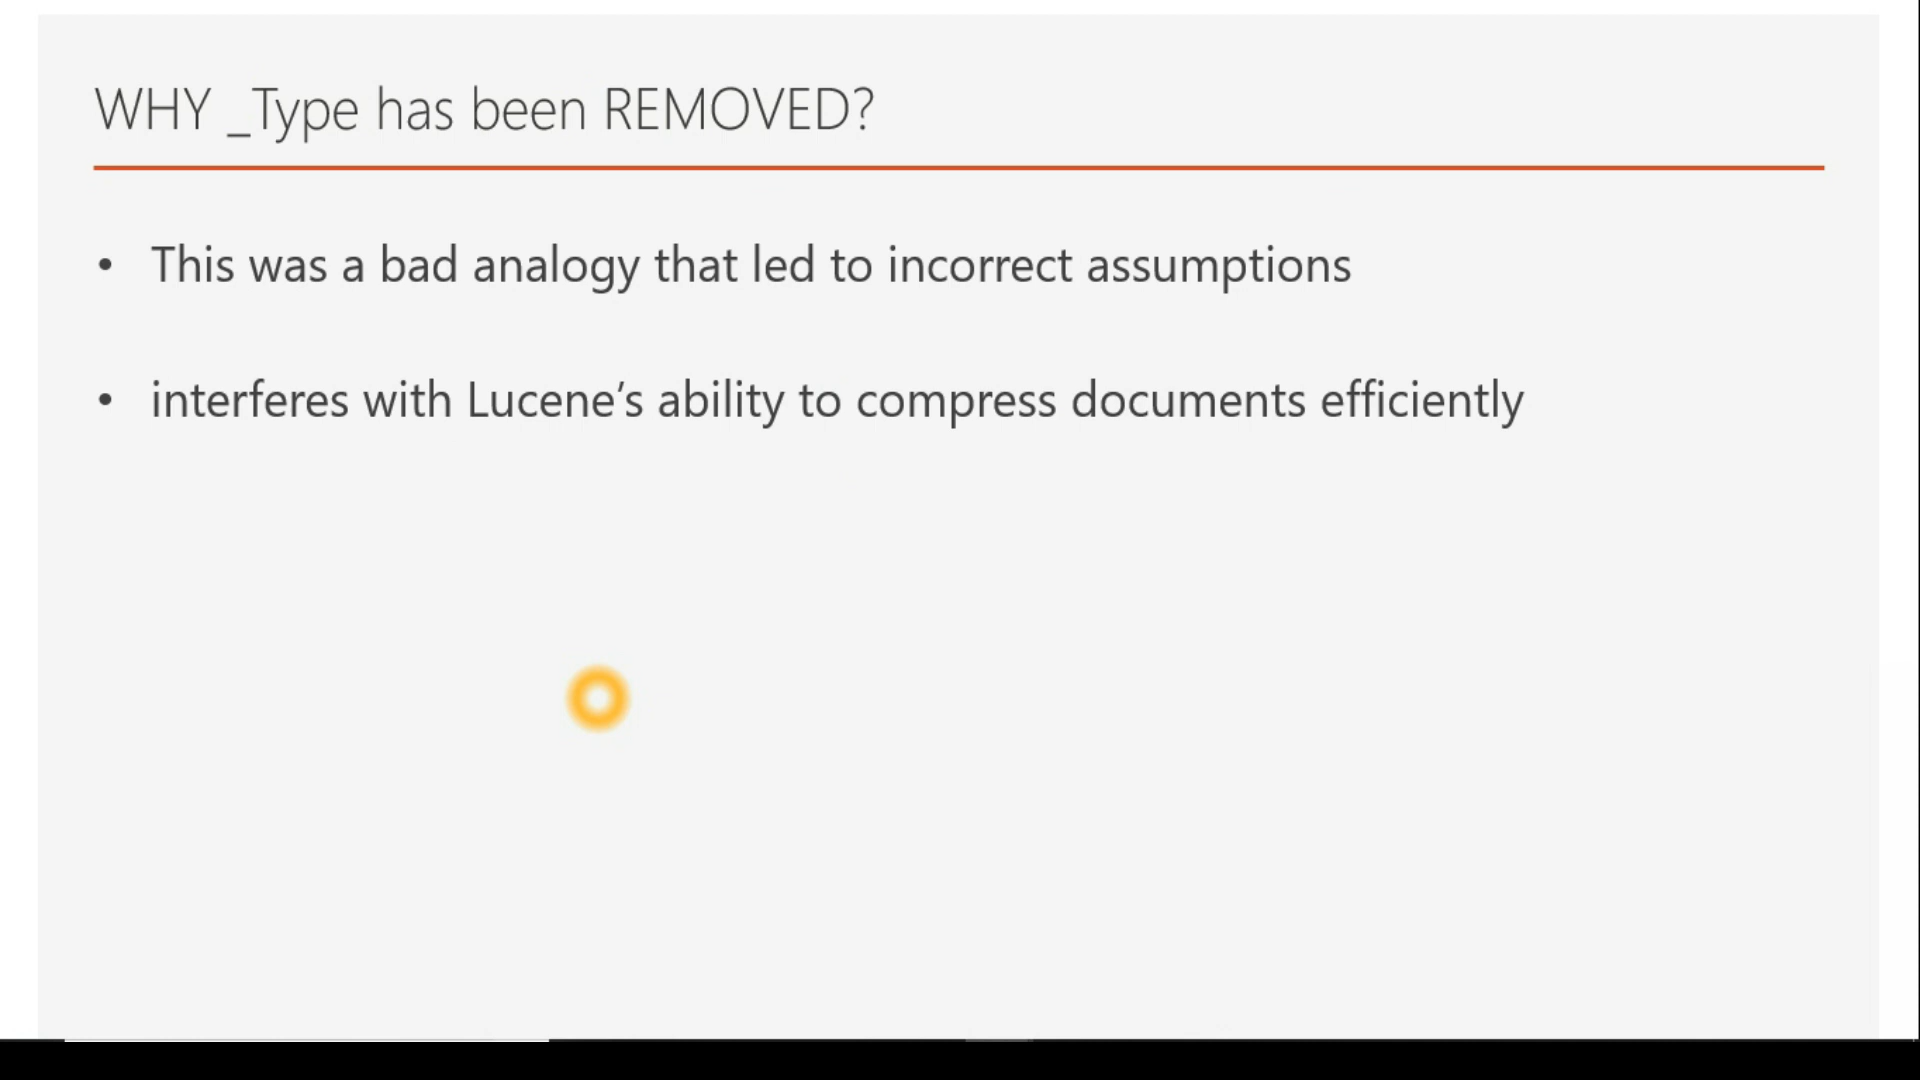 WHY _Type has been REMOVED?
• This was a bad analogy that led to incorrect assumptions
• interferes with Lucene’s ability to compress documents efficiently